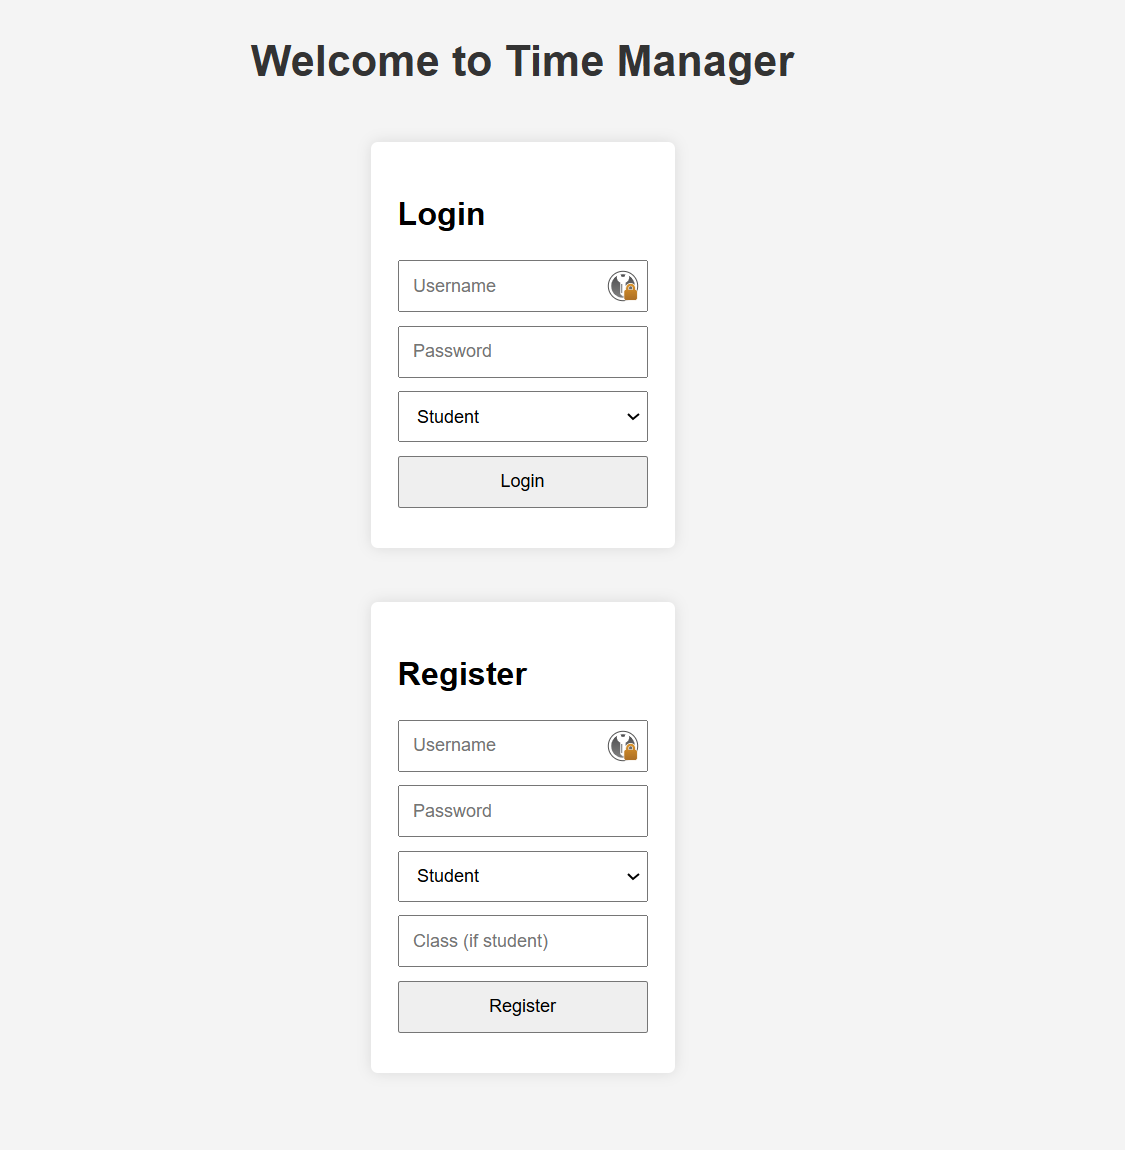 Welcome to Time Manager
Login
Username
Password
Student
Login
Register
Username
Password
Student
Class (if student)
Register